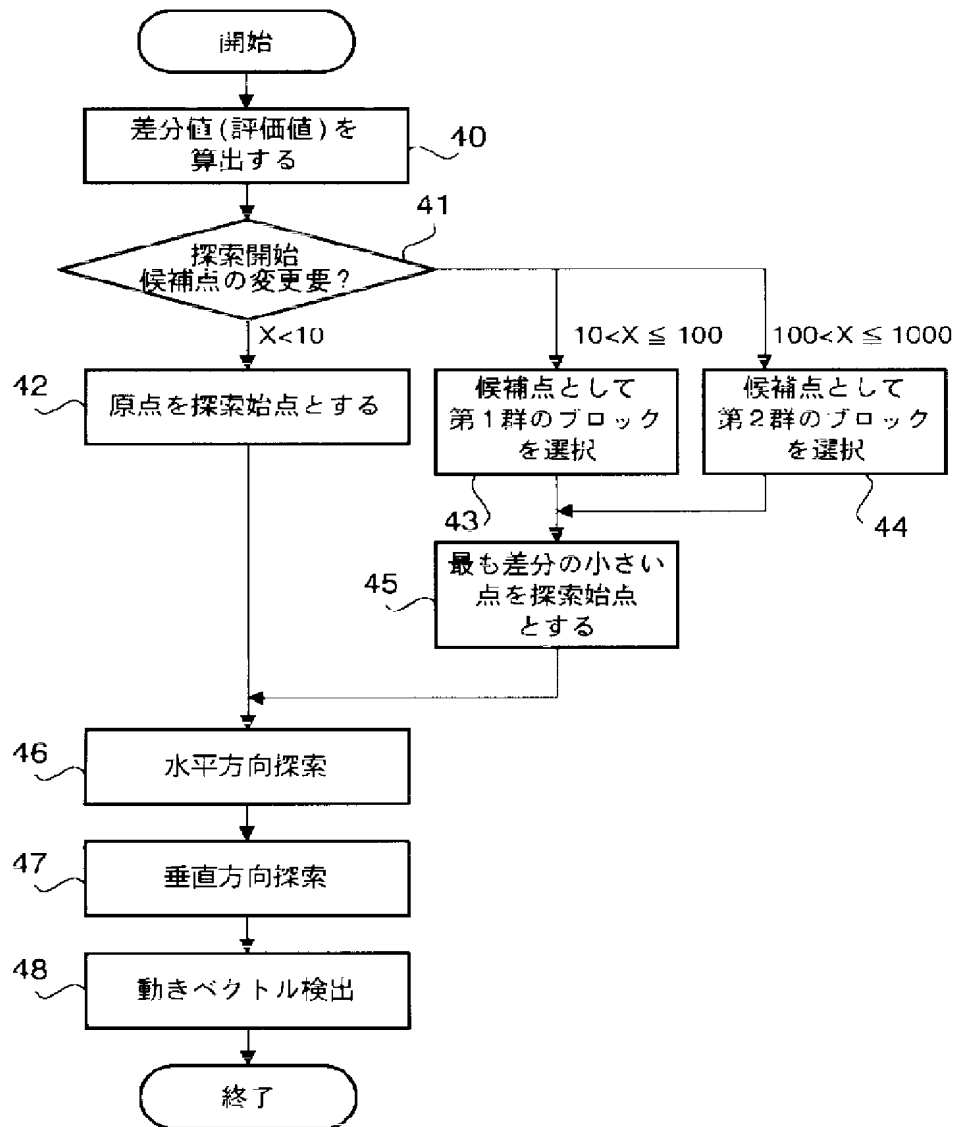 開始
差分値(評価値)を
算出する
40
41
探索開始
候補点の変更要?
X<10
10<X≦100
100<X≦1000
42
原点を探索始点とする
候補点として
第1群のブロック
を選択
43
候補点として
第2群のブロック
を選択
44
45
最も差分の小さい
点を探索始点
とする
46
水平方向探索
47
垂直方向探索
48
動きベクトル検出
終了